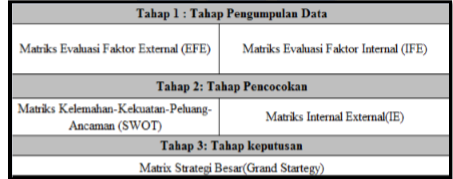 Tahap 1 : Tahap Pengumpulan Data
Matriks Evaluasi Faktor External (EFE)
Matriks Evaluasi Faktor Internal (IFE)
Tahap 2: Tahap Pencocokan
Matriks Kelemahan-Kekuatan-Peluang-
Ancaman (SWOT)
Matriks Internal External(IE)
Tahap 3: Tahap keputusan
Matrix Strategi Besar(Grand Startegy)